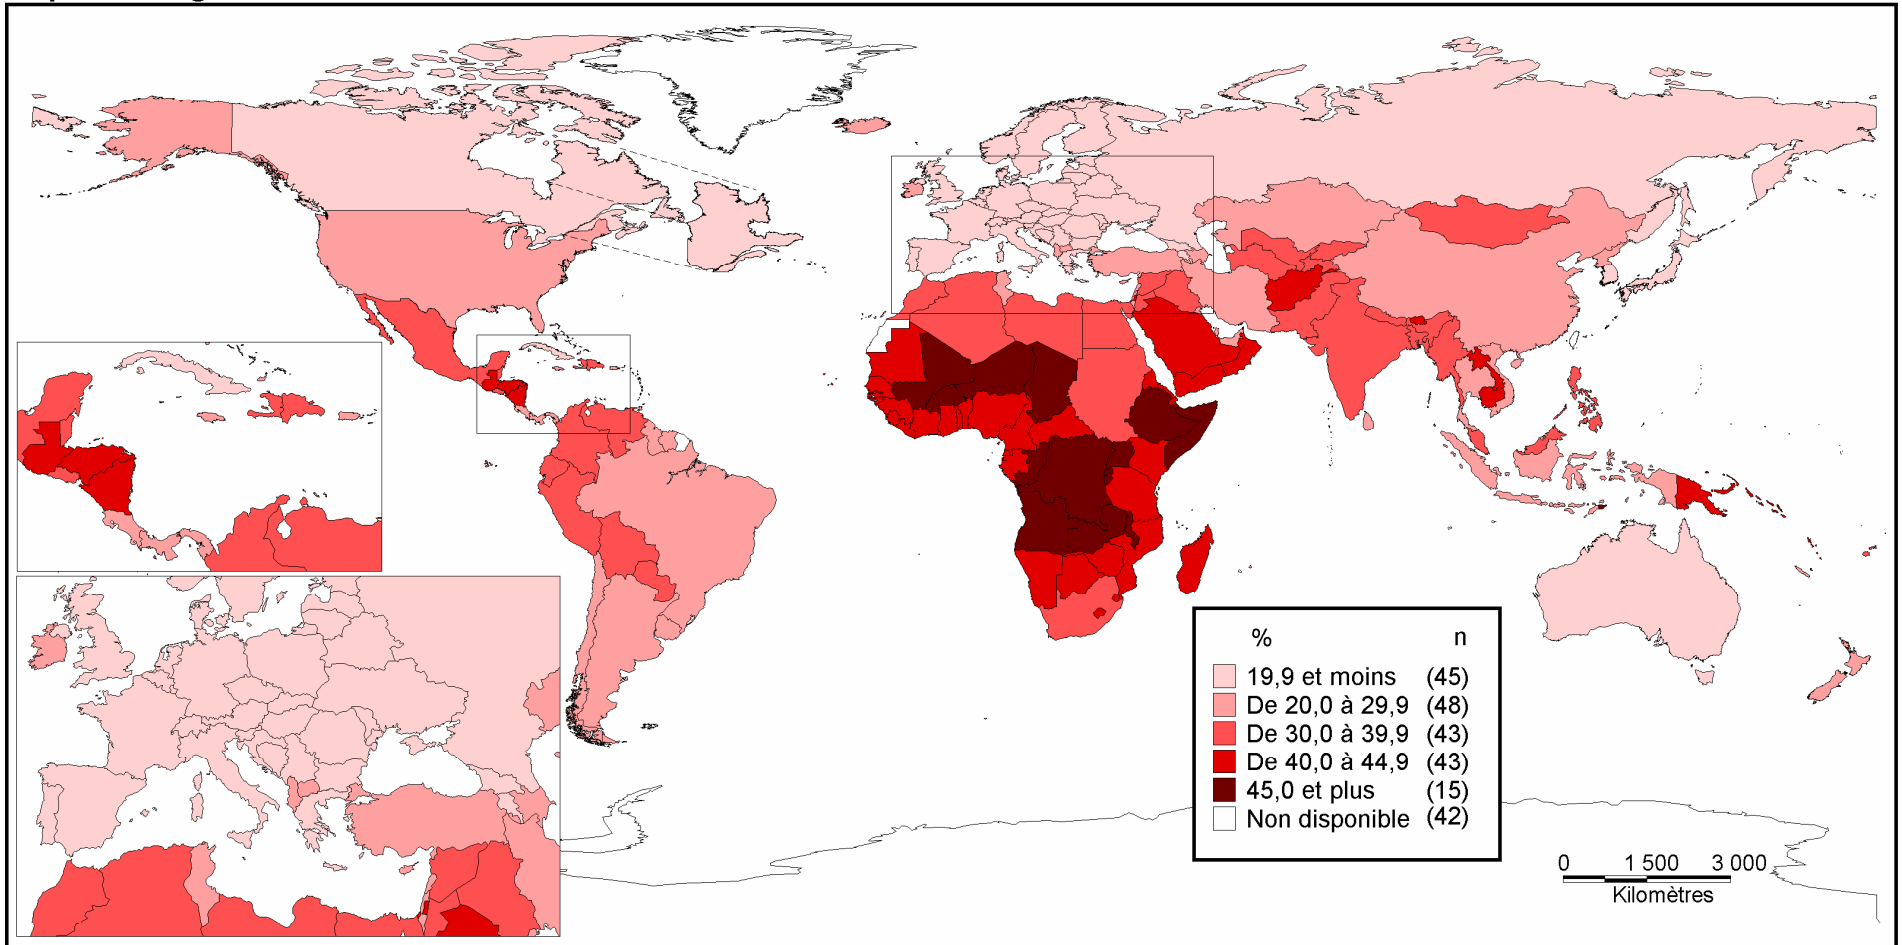 % n
19,9 et moins (45)
De 20,0 à 29,9 (48)
De 30,0 à 39,9 (43)
De 40,0 à 44,9 (43)
45,0 et plus (15)
Non disponible (42)
0 1 500 3 000
Kilomètres